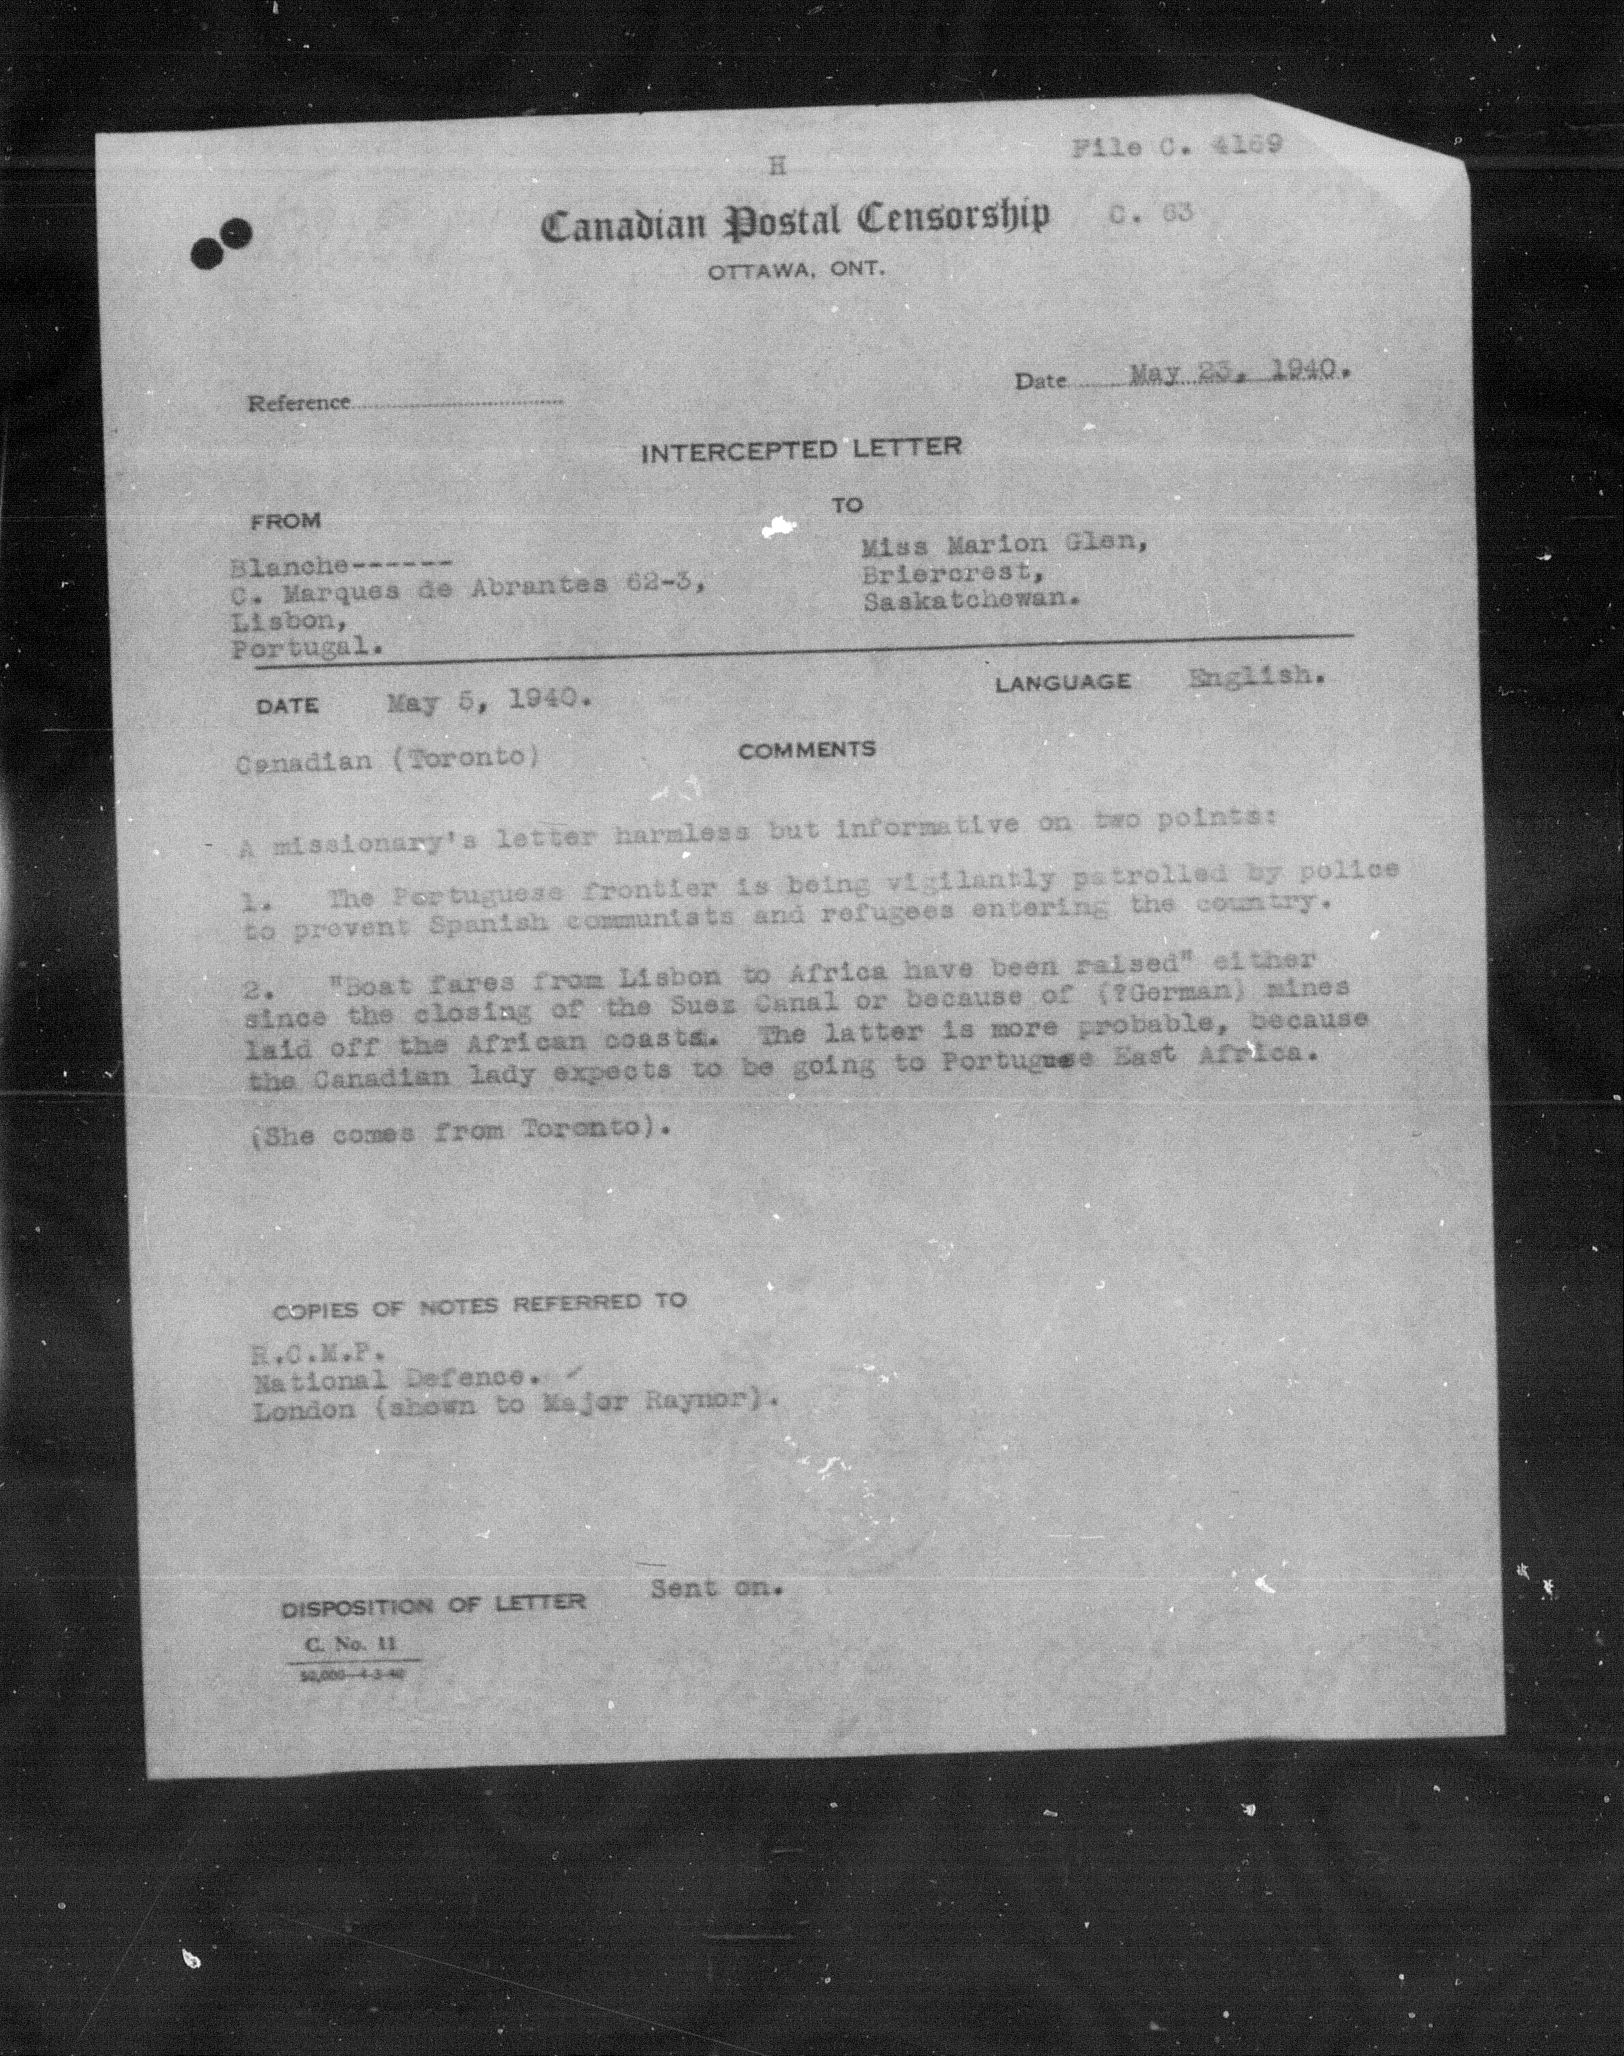 H
File C. 4169
Canadian Postal Censorship
C. 63
OTTAWA, ONT.
Date May 23, 1940.
Reference
INTERCEPTED LETTER
FROM
TO
Blanche------
C. Marques de Abrantes 62-3,
Lisbon,
Portugal.
Miss Marion Glen,
Briercrest,
Saskatchewan.
DATE May 5, 1940.
LANGUAGE English.
Canadian (Toronto)
COMMENTS
A missionary's letter harmless but informative on two points:
1. The Portuguese frontier is being vigilantly patrolled by police
to prevent Spanish communists and refugees entering the country.
2. "Boat fares from Lisbon to Africa have been raised" either
since the closing of the Suez Canal or because of (?German) mines
laid off the African coasts. The latter is more probable, because
the Canadian lady expects to be going to Portuguese East Africa.
(She comes from Toronto).
COPIES OF NOTES REFERRED TO
R.C.M.P.
National Defence.
London (shown to Major Raynor).
DISPOSITION OF LETTER Sent on.
C. No. 11
50,000—4-3-40